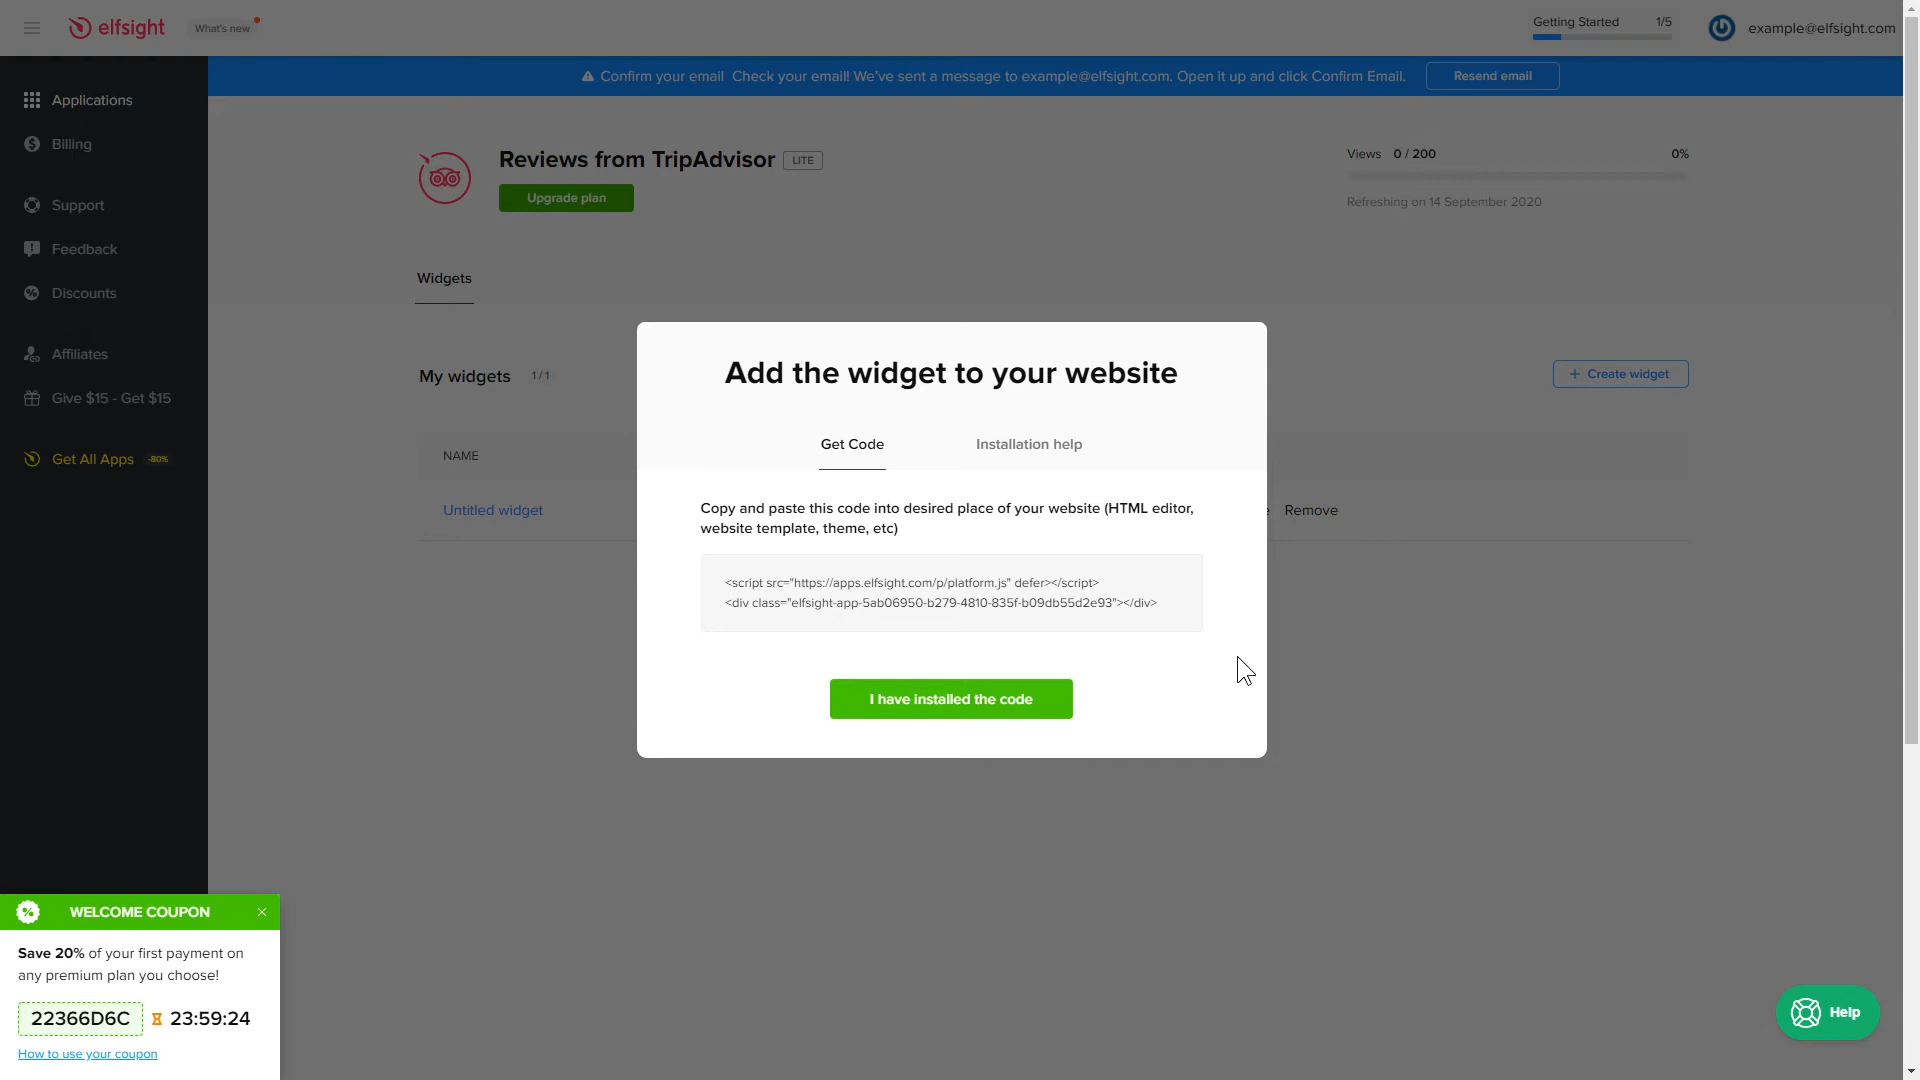 elfsight
What's new
Getting Started 1/5
example@elfsight.com
Confirm your email Check your email! We've sent a message to example@elfsight.com. Open it up and click Confirm Email.
Resend email
Applications
Billing
Support
Feedback
Discounts
Affiliates
Give $15 - Get $15
Get All Apps -80%
Reviews from TripAdvisor LITE
Upgrade plan
Views 0 / 200 0%
Refreshing on 14 September 2020
Widgets
My widgets 1/1
+ Create widget
NAME
Untitled widget
Remove
Add the widget to your website
Get Code
Installation help
Copy and paste this code into desired place of your website (HTML editor,
website template, theme, etc)
<script src="https://apps.elfsight.com/p/platform.js" defer></script>
<div class="elfsight-app-5ab06950-b279-4810-835f-b09db55d2e93"></div>
I have installed the code
WELCOME COUPON
Save 20% of your first payment on
any premium plan you choose!
22366D6C 23:59:24
How to use your coupon
Help